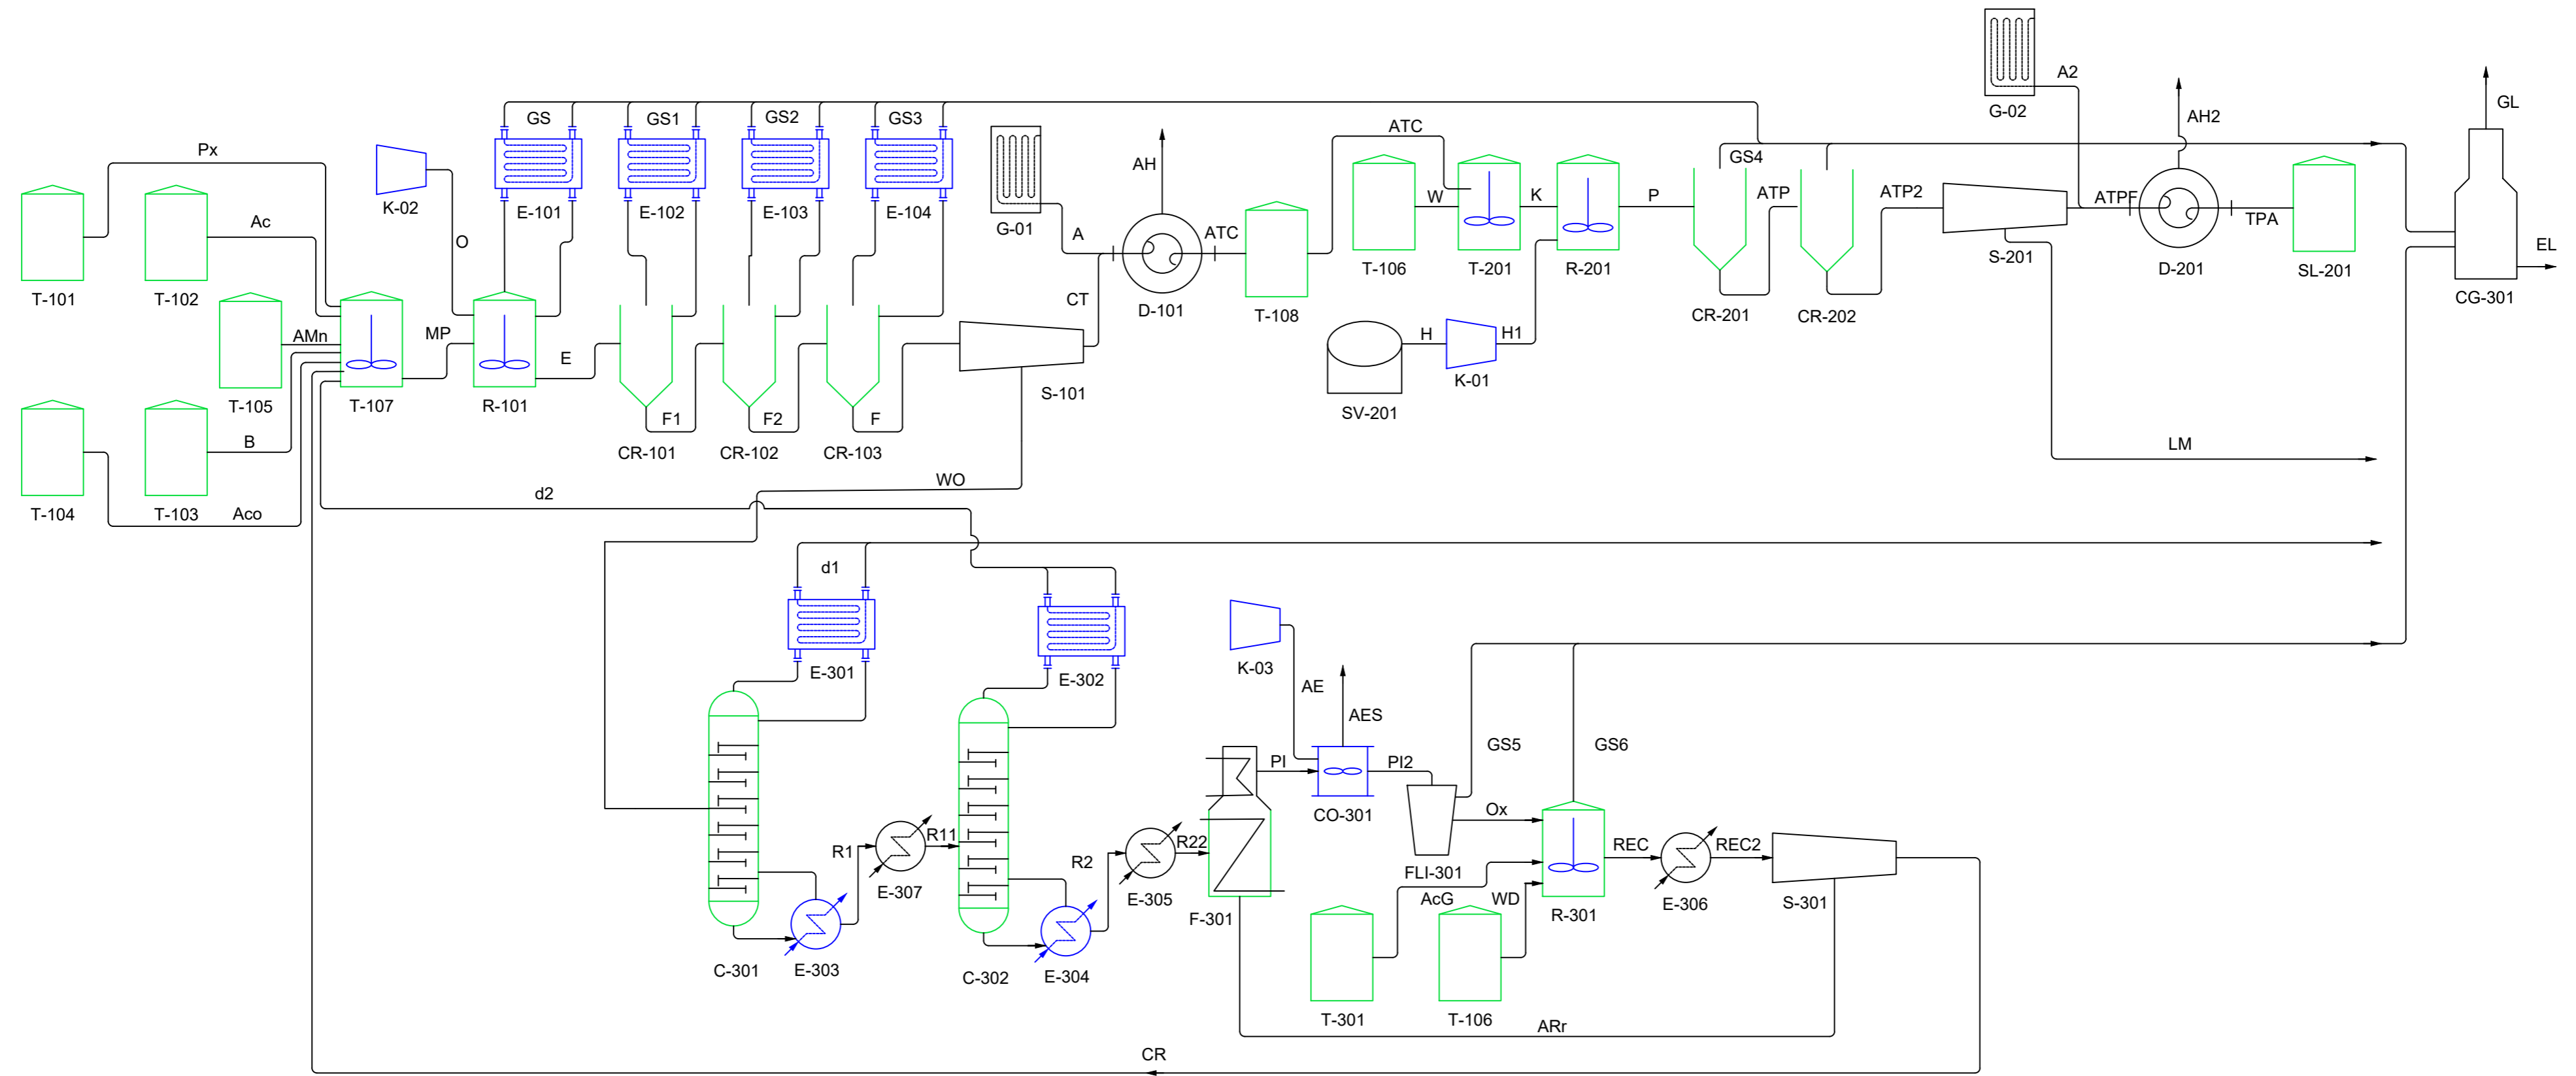 A2
G-02
AH2
GL
GS
GS1
GS2
GS3
ATC
Px
K-02
E-101
E-102
E-103
E-104
G-01
A
AH
ATC
D-101
T-108
T-106
W
T-201
K
R-201
P
GS4
ATP
CR-201
CR-202
ATP2
S-201
ATPF
D-201
TPA
SL-201
EL
CG-301
T-101
Ac
T-102
O
AMn
T-105
MP
T-107
R-101
E
F1
F2
F
CR-101
CR-102
CR-103
CT
S-101
SV-201
H
K-01
H1
LM
T-104
B
T-103
Aco
d2
WO
d1
E-301
E-302
K-03
AE
AES
PI
PI2
CO-301
GS5
GS6
Ox
FLI-301
C-301
E-303
R1
E-307
R11
C-302
E-304
R2
E-305
R22
F-301
AcG
WD
R-301
REC
E-306
REC2
S-301
T-301
T-106
ARr
CR